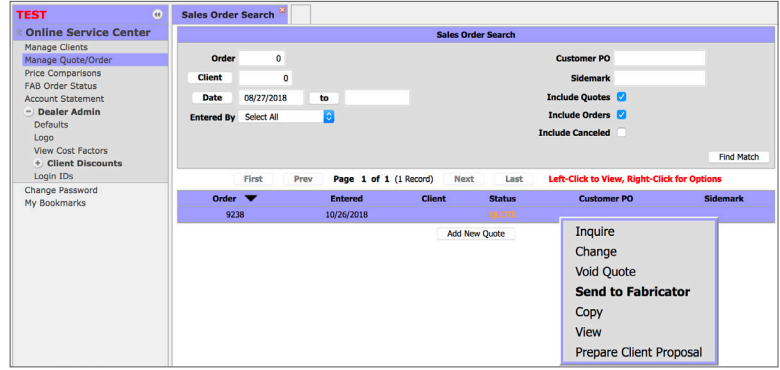 TEST
Online Service Center
Manage Clients
Manage Quote/Order
Price Comparisons
FAB Order Status
Account Statement
Dealer Admin
Defaults
Logo
View Cost Factors
Client Discounts
Login IDs
Change Password
My Bookmarks
Sales Order Search
Sales Order Search
Order 0 Customer PO
Client 0 Sidemark
Date 08/27/2018 to Include Quotes
Entered By Select All Include Orders
Include Canceled
Find Match
First Prev Page 1 of 1 (1 Record) Next Last Left-Click to View, Right-Click for Options
Order Entered Client Status Customer PO Sidemark
9238 10/26/2018
Add New Quote
Inquire
Change
Void Quote
Send to Fabricator
Copy
View
Prepare Client Proposal